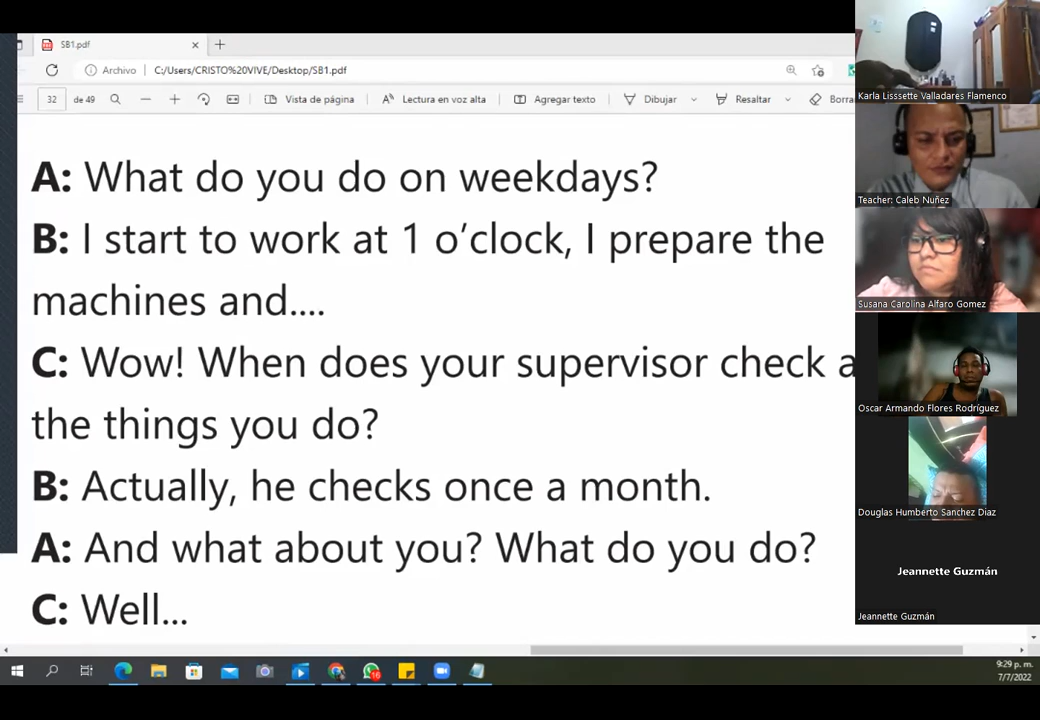 SB1.pdf
Archivo C:/Users/CRISTO%20VIVE/Desktop/SB1.pdf
32 de 49 Vista de página Lectura en voz alta Agregar texto Dibujar Resaltar Borra
A: What do you do on weekdays?
B: I start to work at 1 o'clock, I prepare the
machines and....
C: Wow! When does your supervisor check a
the things you do?
B: Actually, he checks once a month.
A: And what about you? What do you do?
C: Well...
Karla Lisssette Valladares Flamenco
Teacher: Caleb Nuñez
Susana Carolina Alfaro Gomez
Oscar Armando Flores Rodríguez
Douglas Humberto Sanchez Diaz
Jeannette Guzmán
Jeannette Guzmán
16
9:29 p. m.
7/7/2022